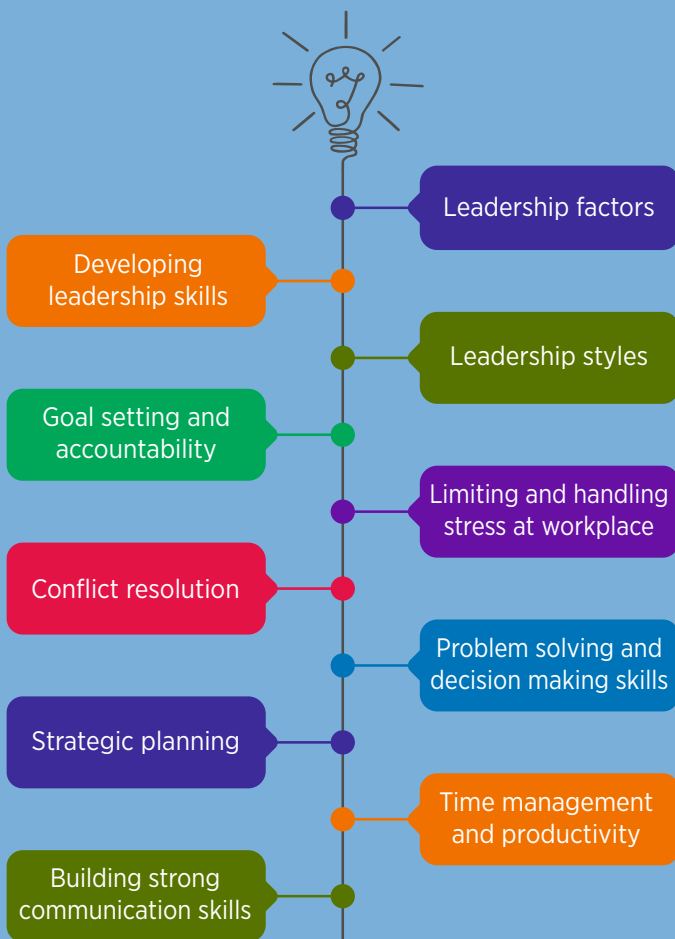 Leadership factors
Developing
leadership skills
Leadership styles
Goal setting and
accountability
Limiting and handling
stress at workplace
Conflict resolution
Problem solving and
decision making skills
Strategic planning
Time management
and productivity
Building strong
communication skills